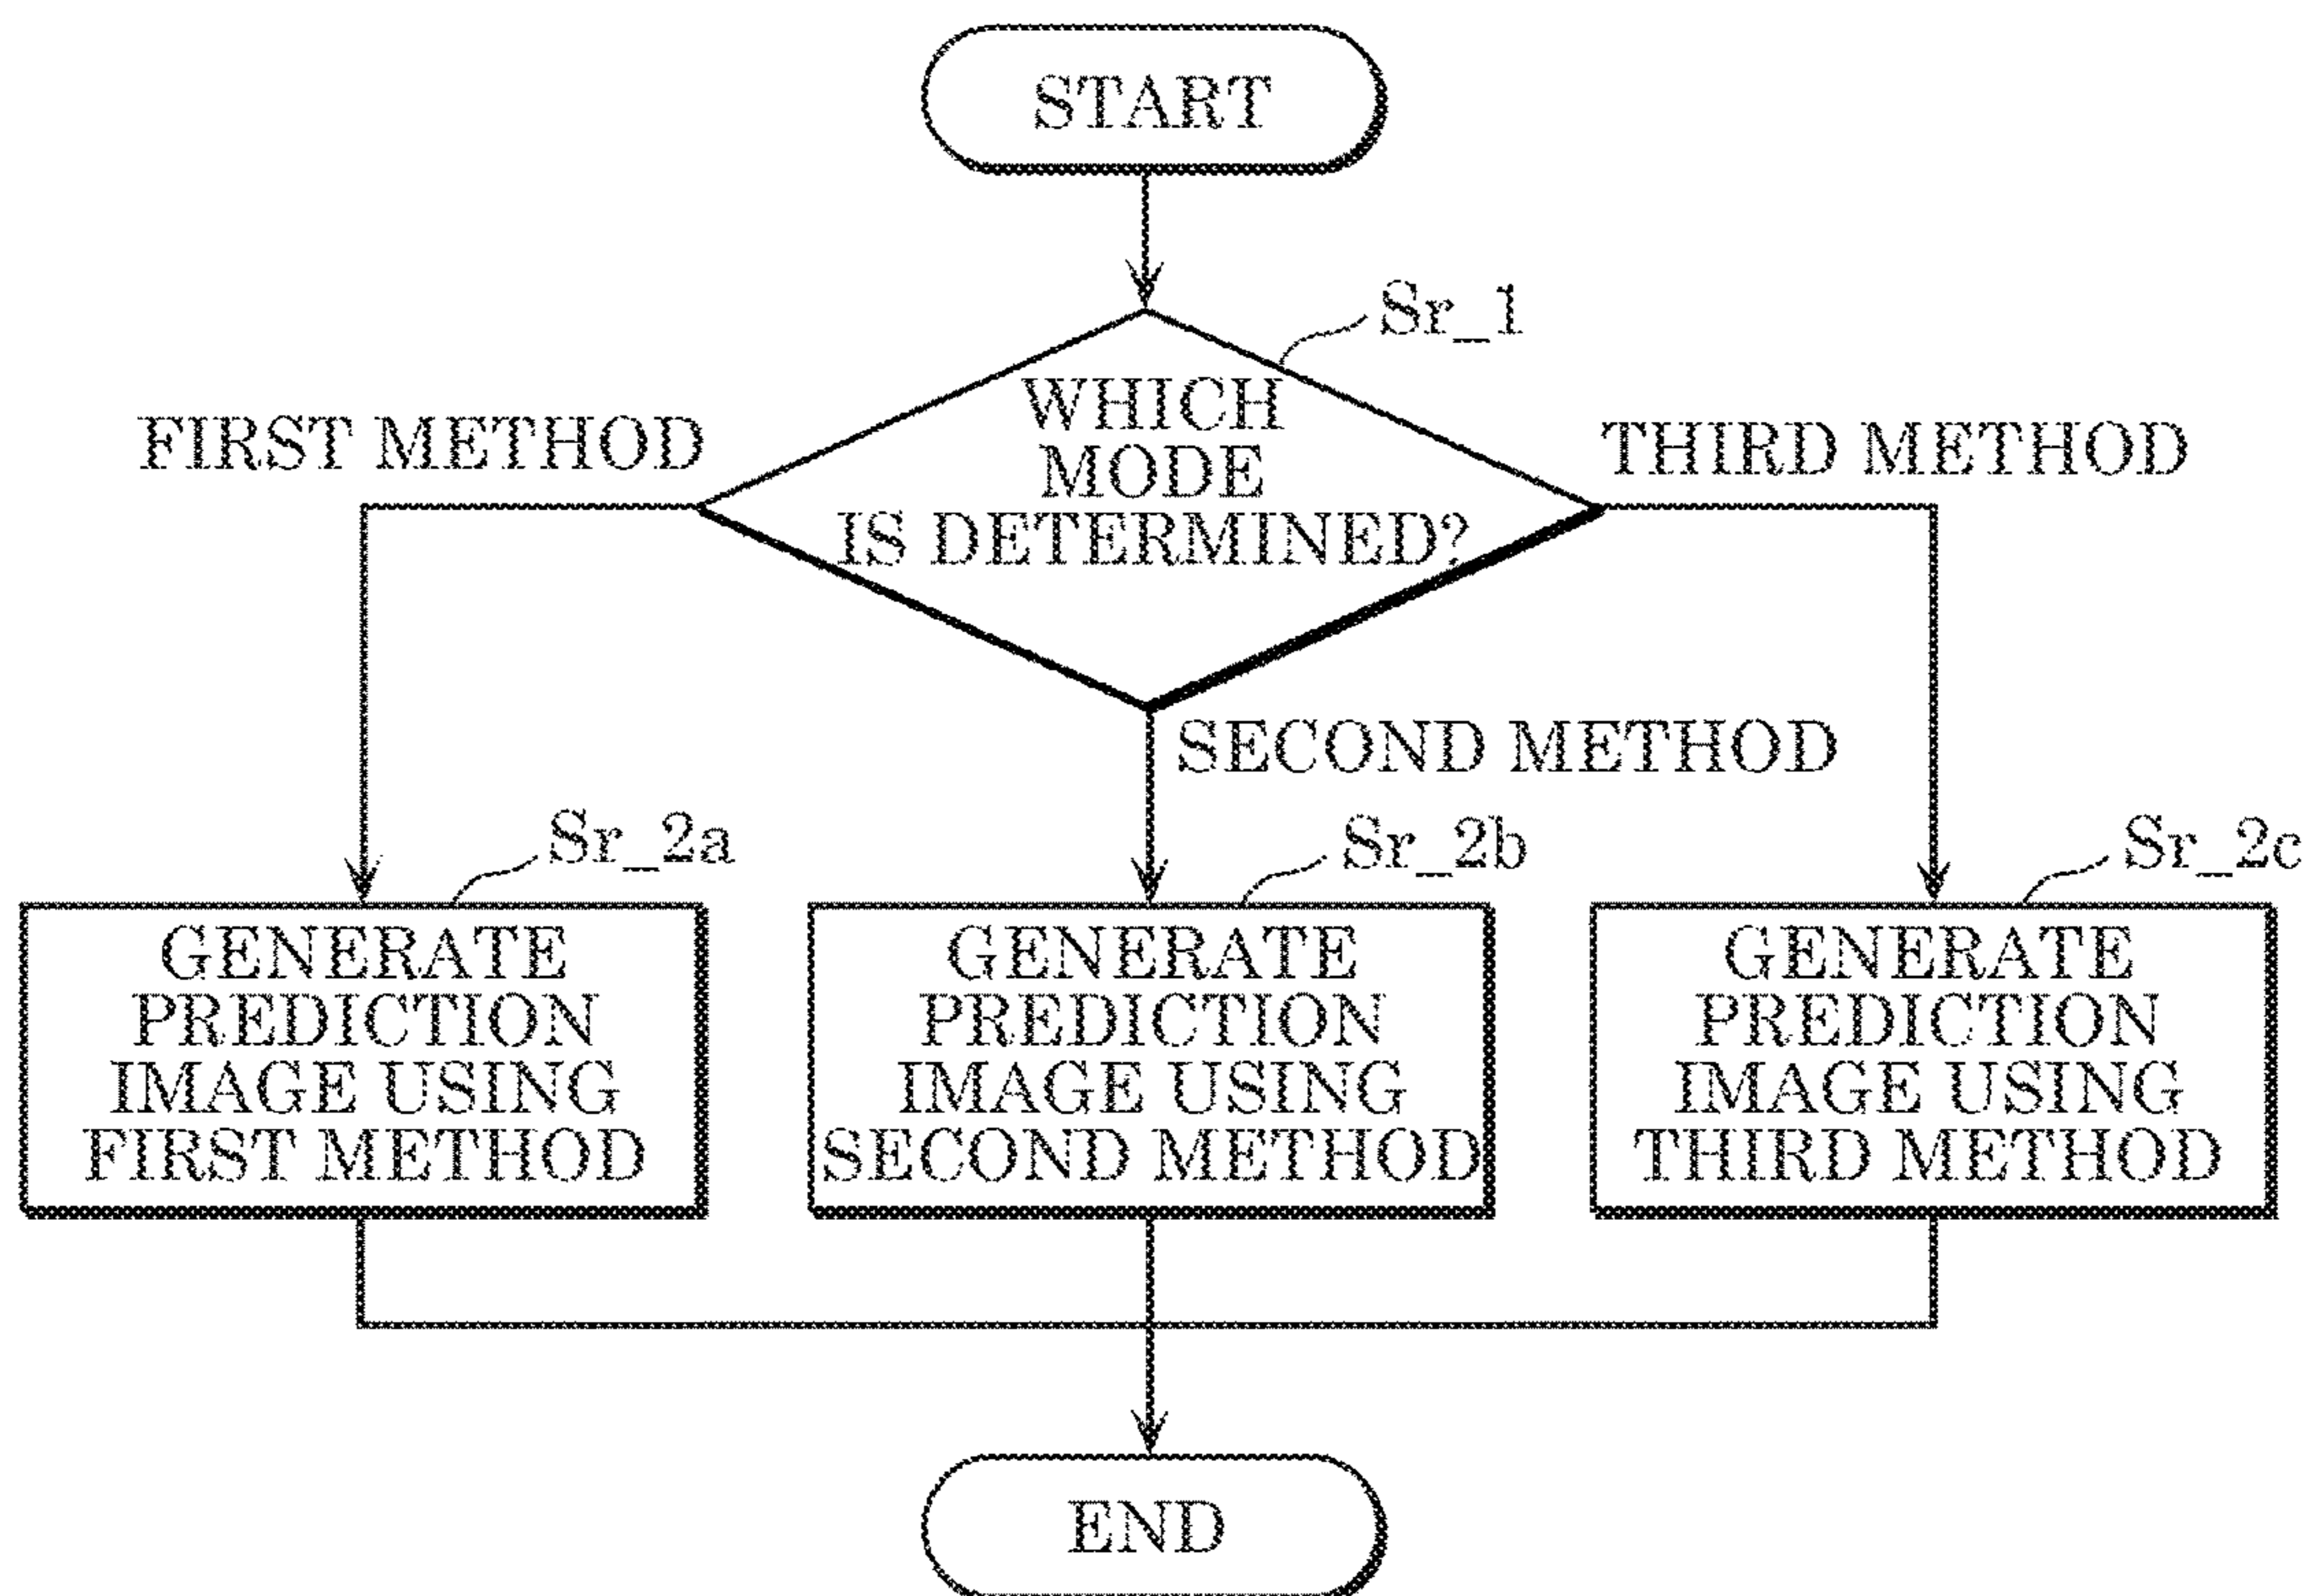 START
Sr_1
WHICH
MODE
IS DETERMINED?
FIRST METHOD
THIRD METHOD
SECOND METHOD
Sr_2a
Sr_2b
Sr_2c
GENERATE
PREDICTION
IMAGE USING
FIRST METHOD
GENERATE
PREDICTION
IMAGE USING
SECOND METHOD
GENERATE
PREDICTION
IMAGE USING
THIRD METHOD
END